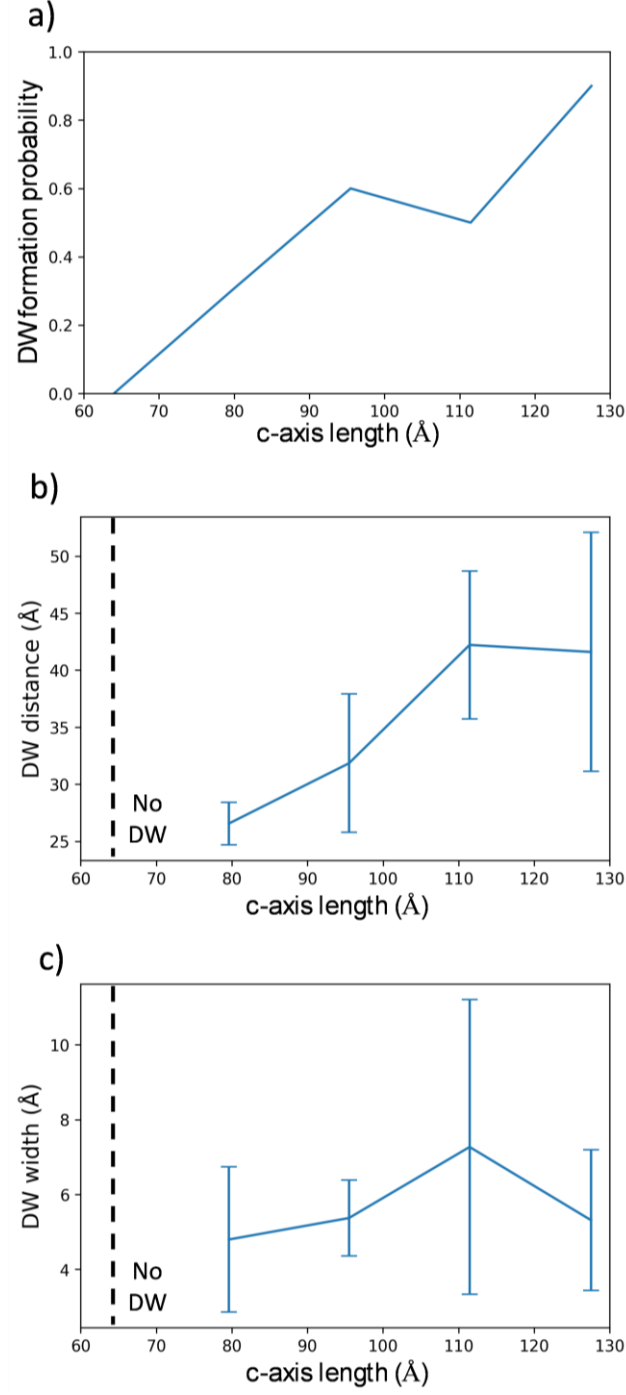 a)
DW formation probability
1.0
0.8
0.6
0.4
0.2
0.0
60 70 80 90 100 110 120 130
c-axis length (Å)
b)
DW distance (Å)
50
45
40
35
30
25
No
DW
60 70 80 90 100 110 120 130
c-axis length (Å)
c)
DW width (Å)
10
8
6
4
No
DW
60 70 80 90 100 110 120 130
c-axis length (Å)